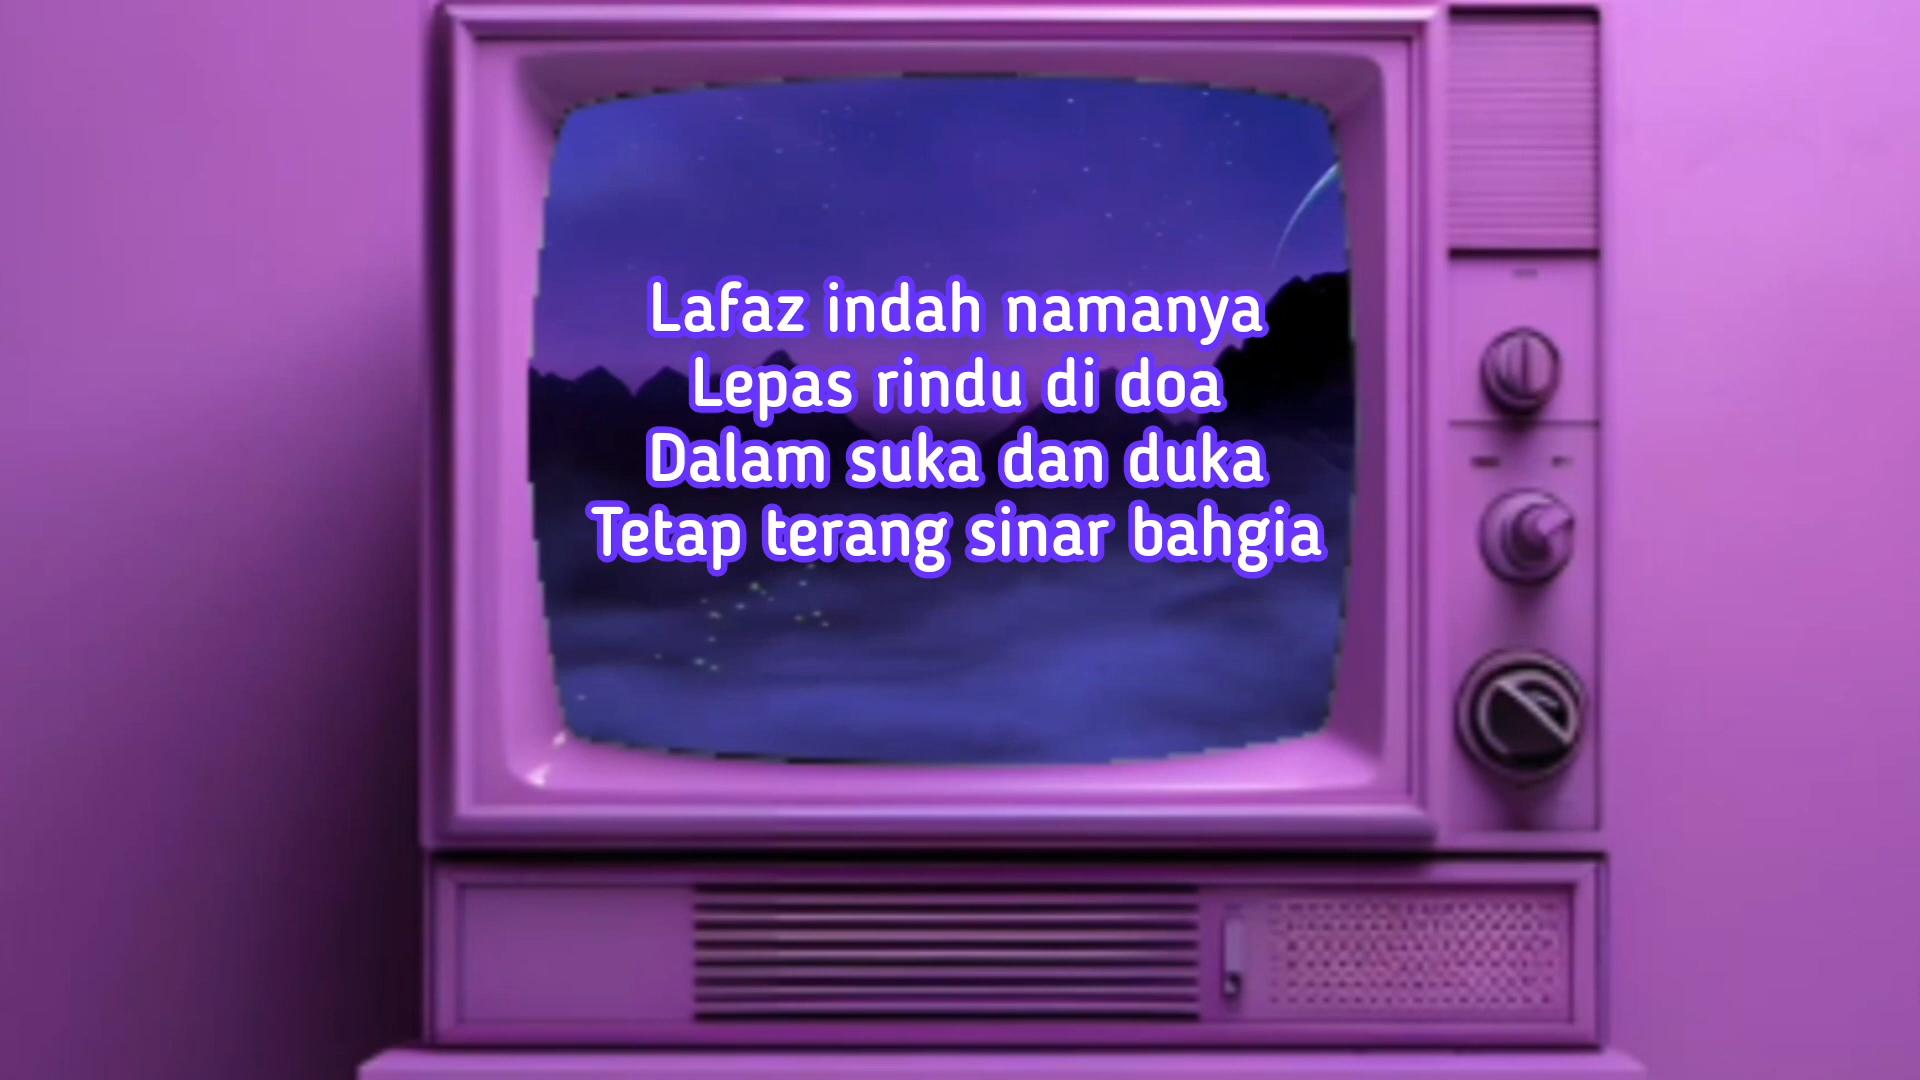 Lafaz indah namanya
Lepas rindu di doa
Dalam suka dan duka
Tetap terang sinar bahgia